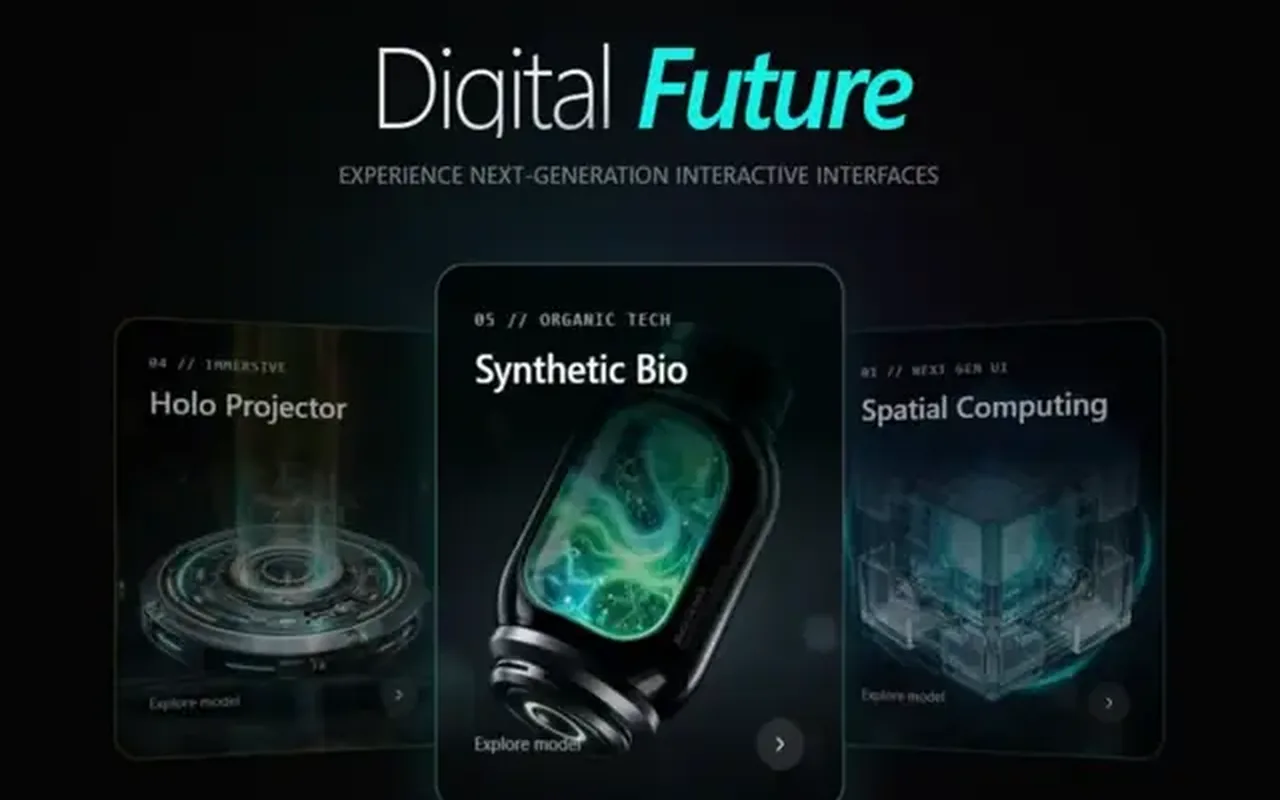 Digital Future
EXPERIENCE NEXT-GENERATION INTERACTIVE INTERFACES
04 // IMMERSIVE
Holo Projector
Explore model
05 // ORGANIC TECH
Synthetic Bio
Explore model
01 // NEXT GEN UI
Spatial Computing
Explore model